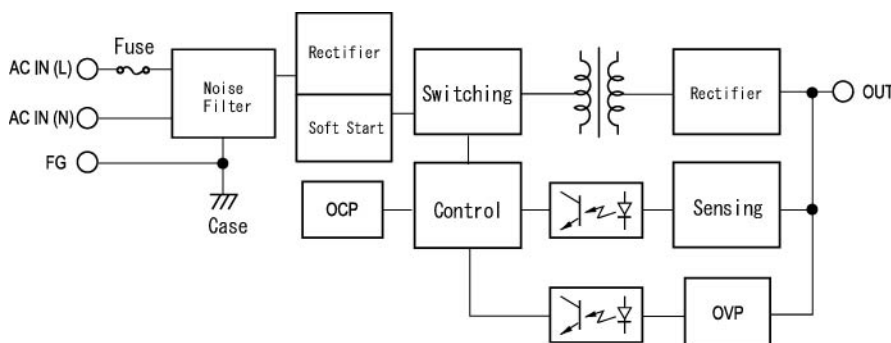 Fuse
AC IN (L)
Noise
Filter
Rectifier
Soft Start
Switching
Rectifier
OUT
AC IN (N)
FG
Case
OCP
Control
Sensing
OVP